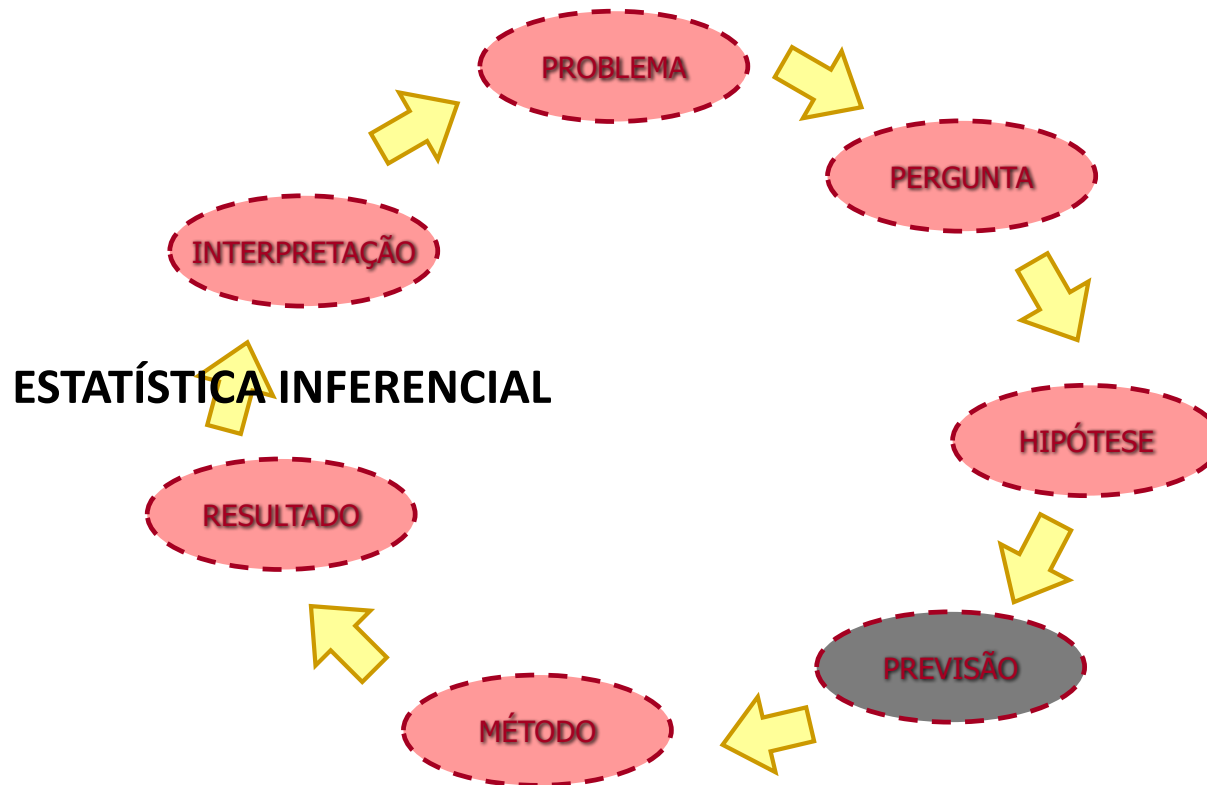 PROBLEMA
PERGUNTA
INTERPRETAÇÃO
ESTATÍSTICA INFERENCIAL
HIPÓTESE
RESULTADO
PREVISÃO
MÉTODO